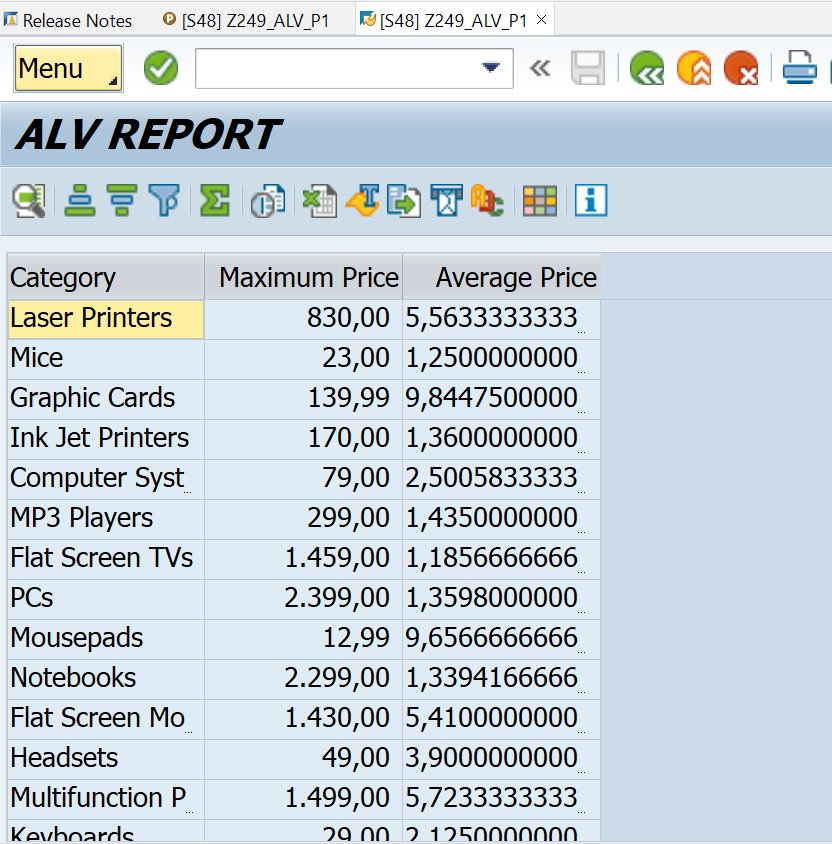 Release Notes [S48] Z249_ALV_P1 [S48] Z249_ALV_P1
Menu
ALV REPORT
Category Maximum Price Average Price
Laser Printers 830,00 5,5633333333...
Mice 23,00 1,2500000000...
Graphic Cards 139,99 9,8447500000...
Ink Jet Printers 170,00 1,3600000000...
Computer Syst... 79,00 2,5005833333...
MP3 Players 299,00 1,4350000000...
Flat Screen TVs 1.459,00 1,1856666666...
PCs 2.399,00 1,3598000000...
Mousepads 12,99 9,6566666666...
Notebooks 2.299,00 1,3394166666...
Flat Screen Mo... 1.430,00 5,4100000000...
Headsets 49,00 3,9000000000...
Multifunction P... 1.499,00 5,7233333333...
Keyboards 29,00 2,1250000000